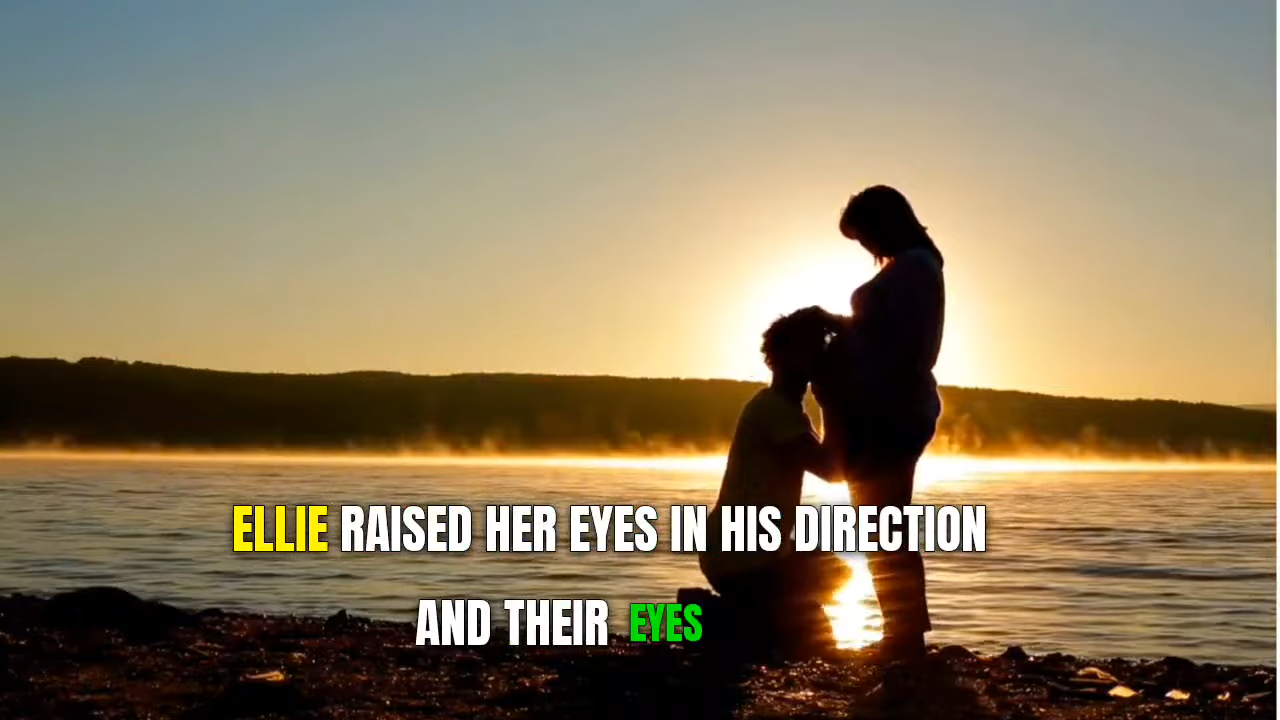 ELLIE RAISED HER EYES IN HIS DIRECTION
AND THEIR EYES